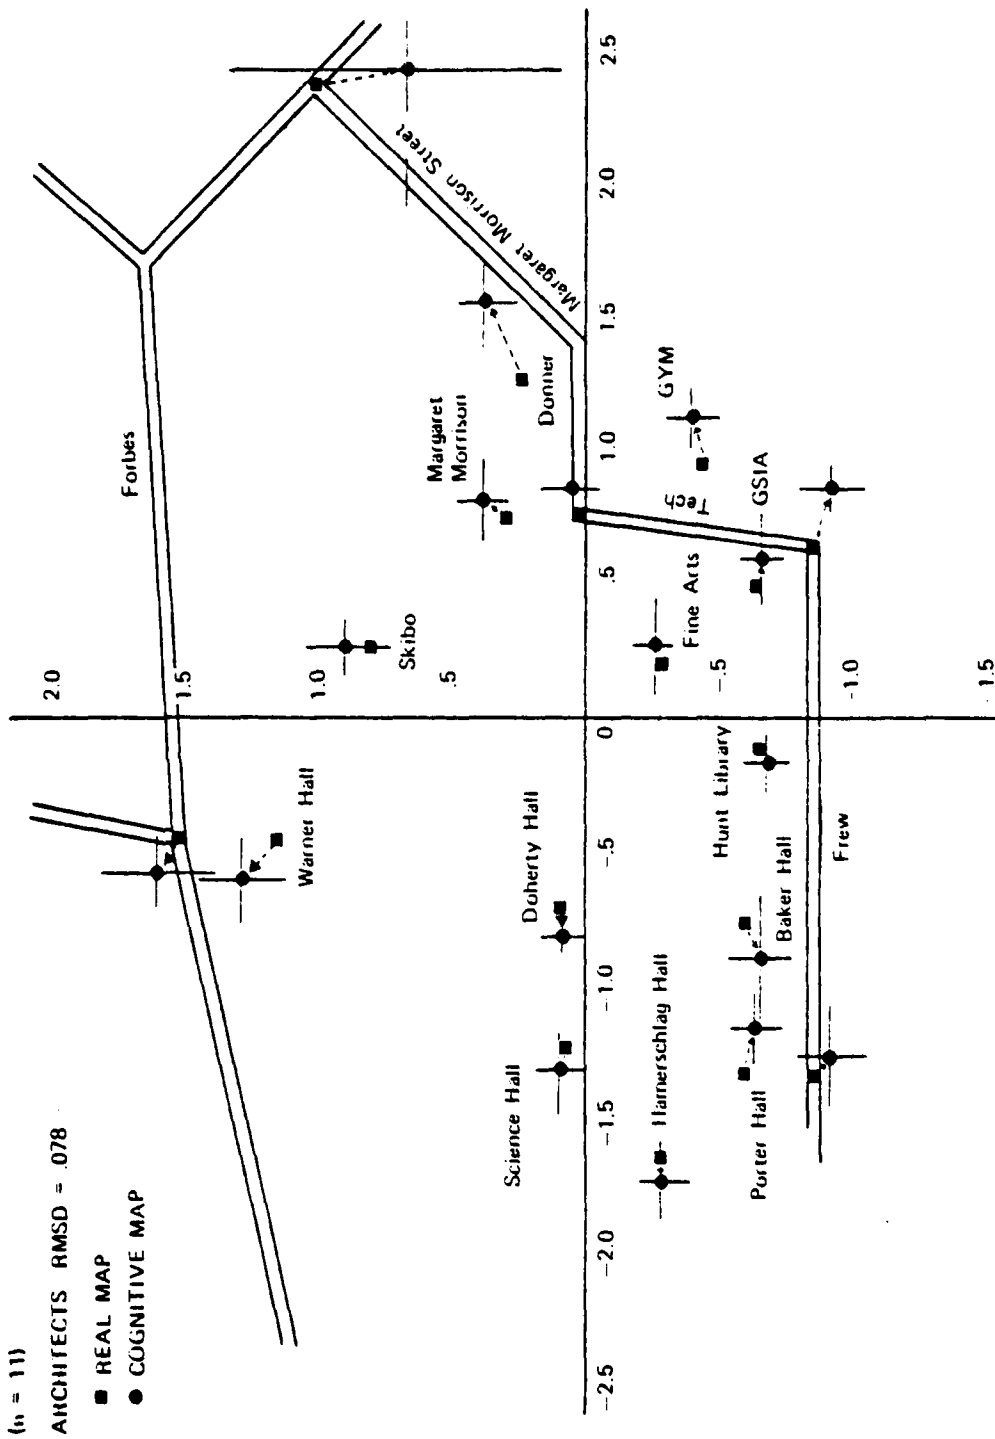 (n = 11)
ARCHITECTS RMSD = .078
■ REAL MAP
● COGNITIVE MAP
Forbes
Margaret Morrison Street
Margaret
Morrison
Donner
Skibo
Warner Hall
Tech
GYM
GSIA
Fine Arts
Doherty Hall
Science Hall
Hunt Library
Baker Hall
Hamerschlag Hall
Porter Hall
Frew
2.0
1.5
1.0
.5
-.5
-1.0
1.5
-2.5
-2.0
-1.5
-1.0
-.5
0
.5
1.0
1.5
2.0
2.5